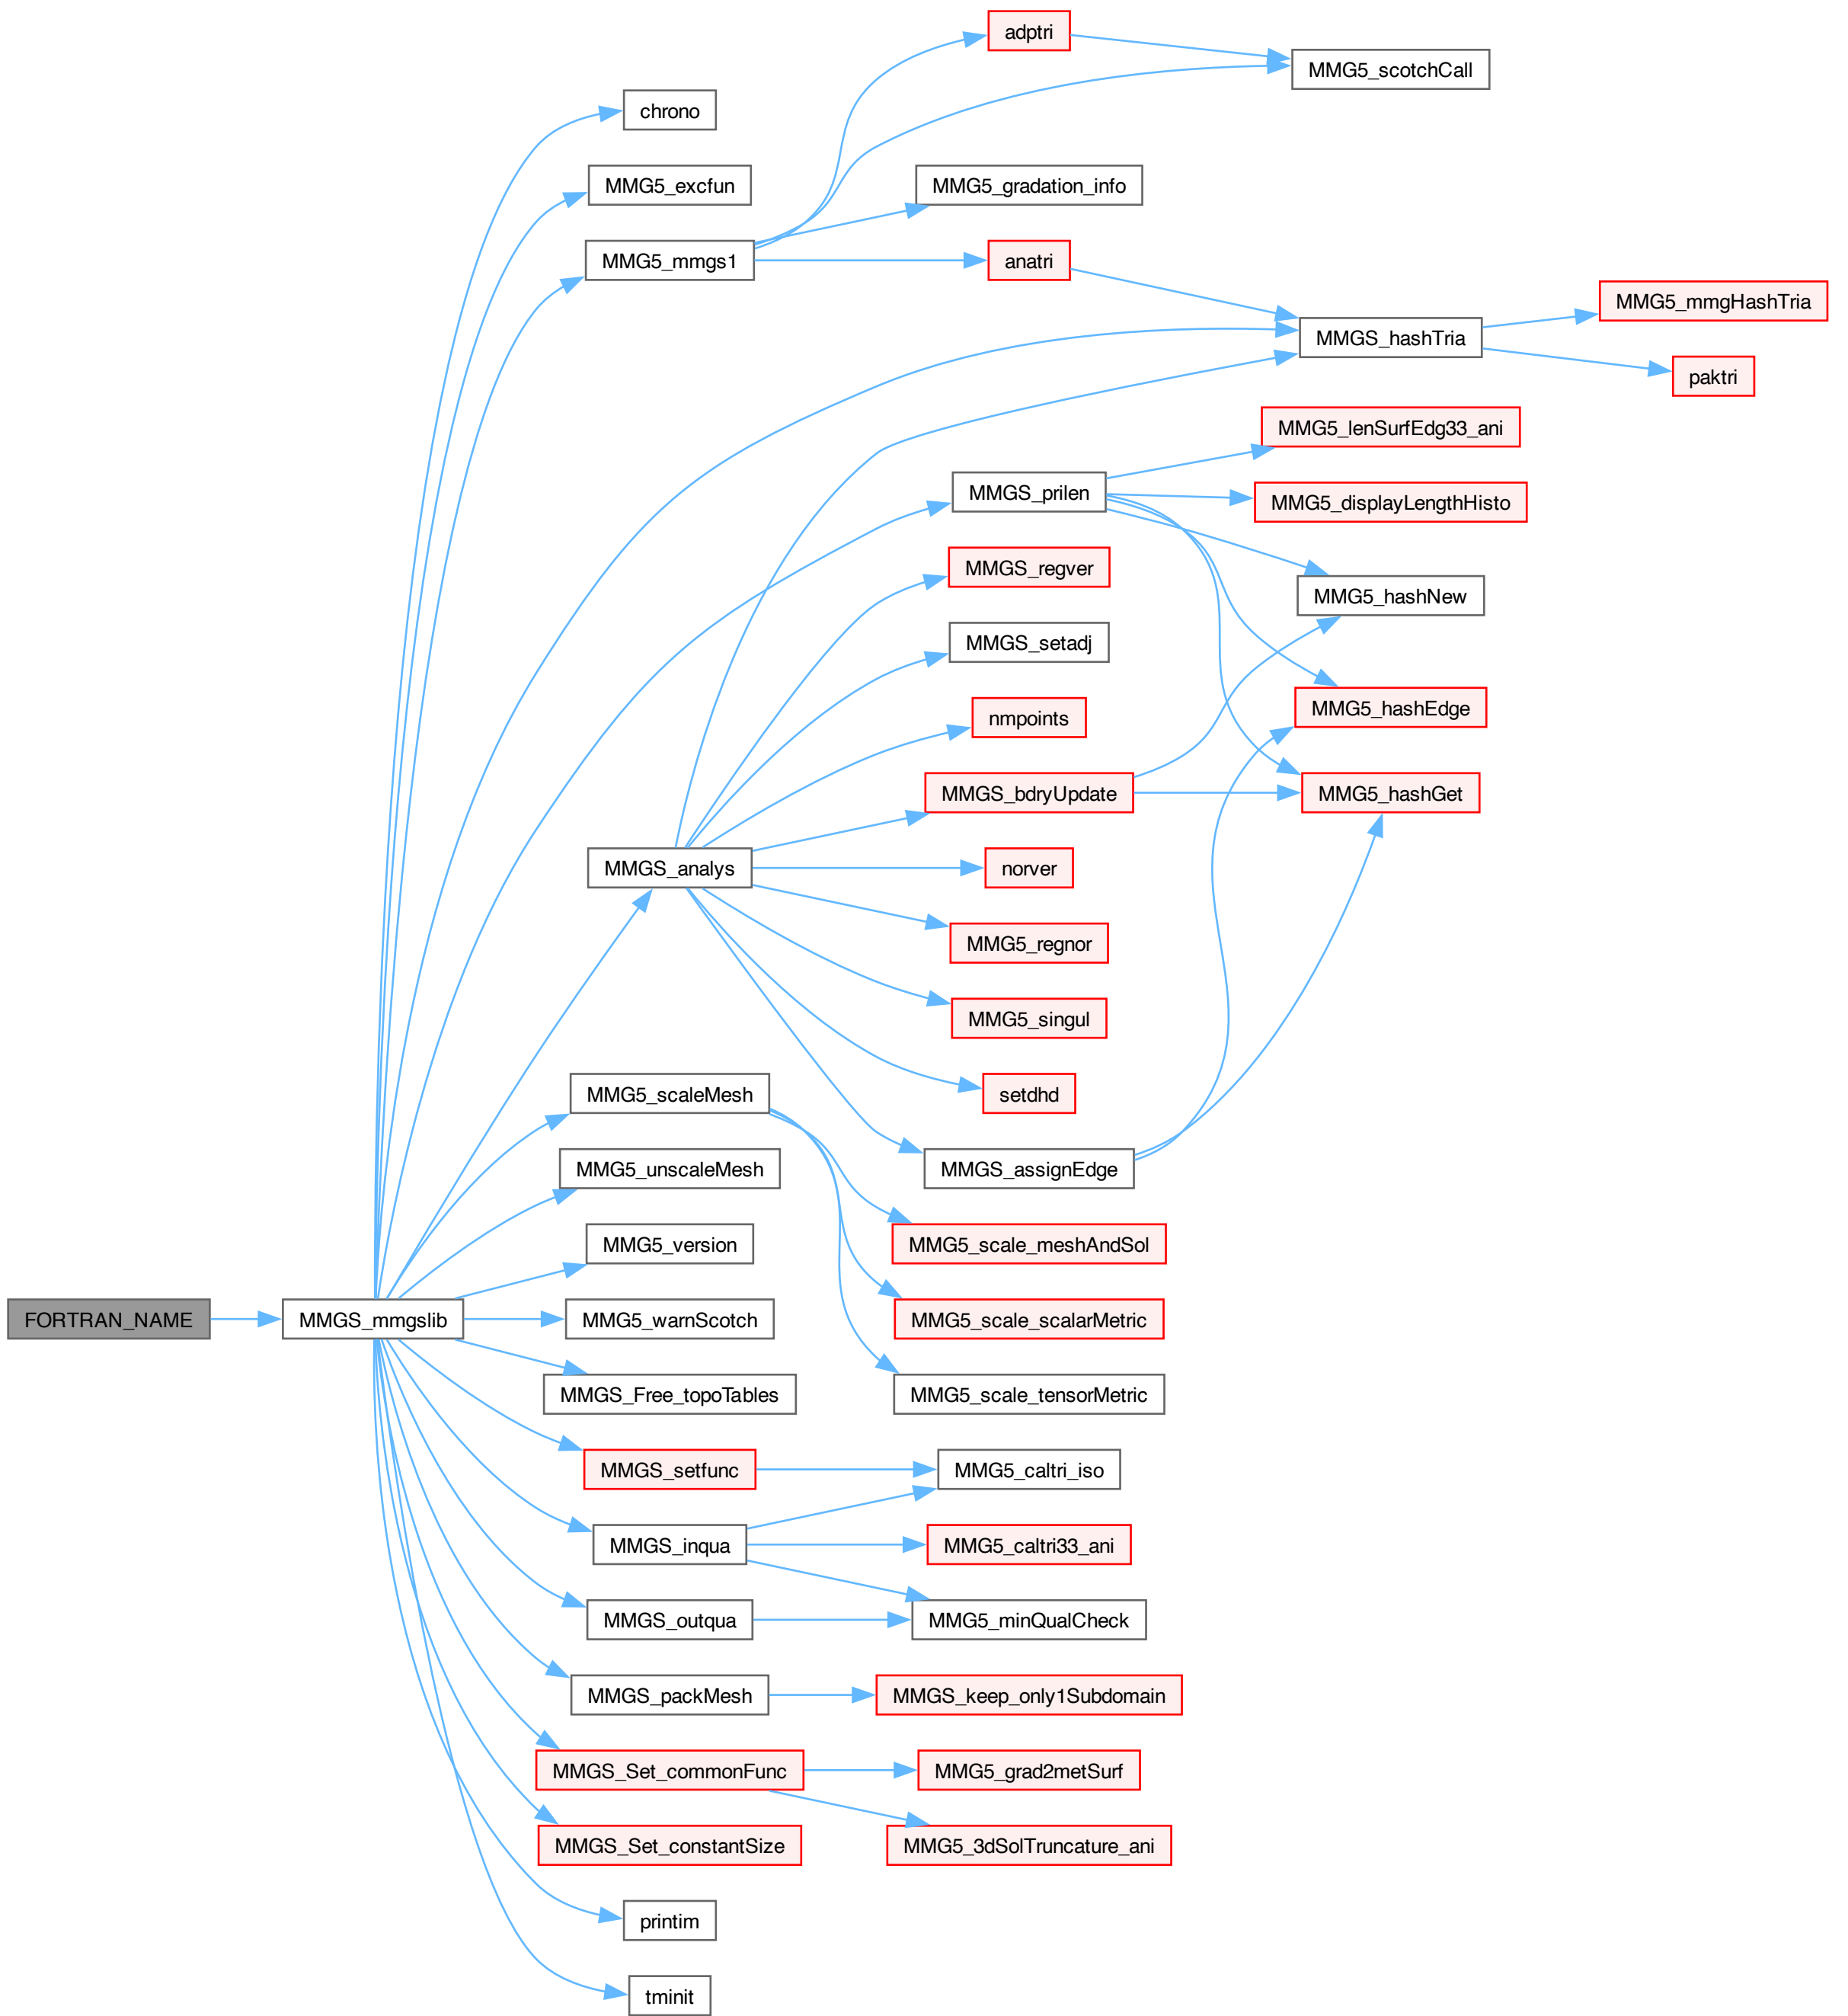 adptri
MMG5_scotchCall
chrono
MMG5_excfun
MMG5_gradation_info
MMG5_mmgs1
anatri
MMG5_mmgHashTria
MMGS_hashTria
paktri
MMG5_lenSurfEdg33_ani
MMGS_prilen
MMG5_displayLengthHisto
MMGS_regver
MMG5_hashNew
MMGS_setadj
nmpoints
MMG5_hashEdge
MMGS_bdryUpdate
MMG5_hashGet
MMGS_analys
norver
MMG5_regnor
MMG5_singul
MMG5_scaleMesh
setdhd
MMG5_unscaleMesh
MMGS_assignEdge
MMG5_version
MMG5_scale_meshAndSol
FORTRAN_NAME
MMGS_mmgslib
MMG5_warnScotch
MMG5_scale_scalarMetric
MMGS_Free_topoTables
MMG5_scale_tensorMetric
MMGS_setfunc
MMG5_caltri_iso
MMGS_inqua
MMG5_caltri33_ani
MMGS_outqua
MMG5_minQualCheck
MMGS_packMesh
MMGS_keep_only1Subdomain
MMGS_Set_commonFunc
MMG5_grad2metSurf
MMGS_Set_constantSize
MMG5_3dSolTruncature_ani
printim
tminit